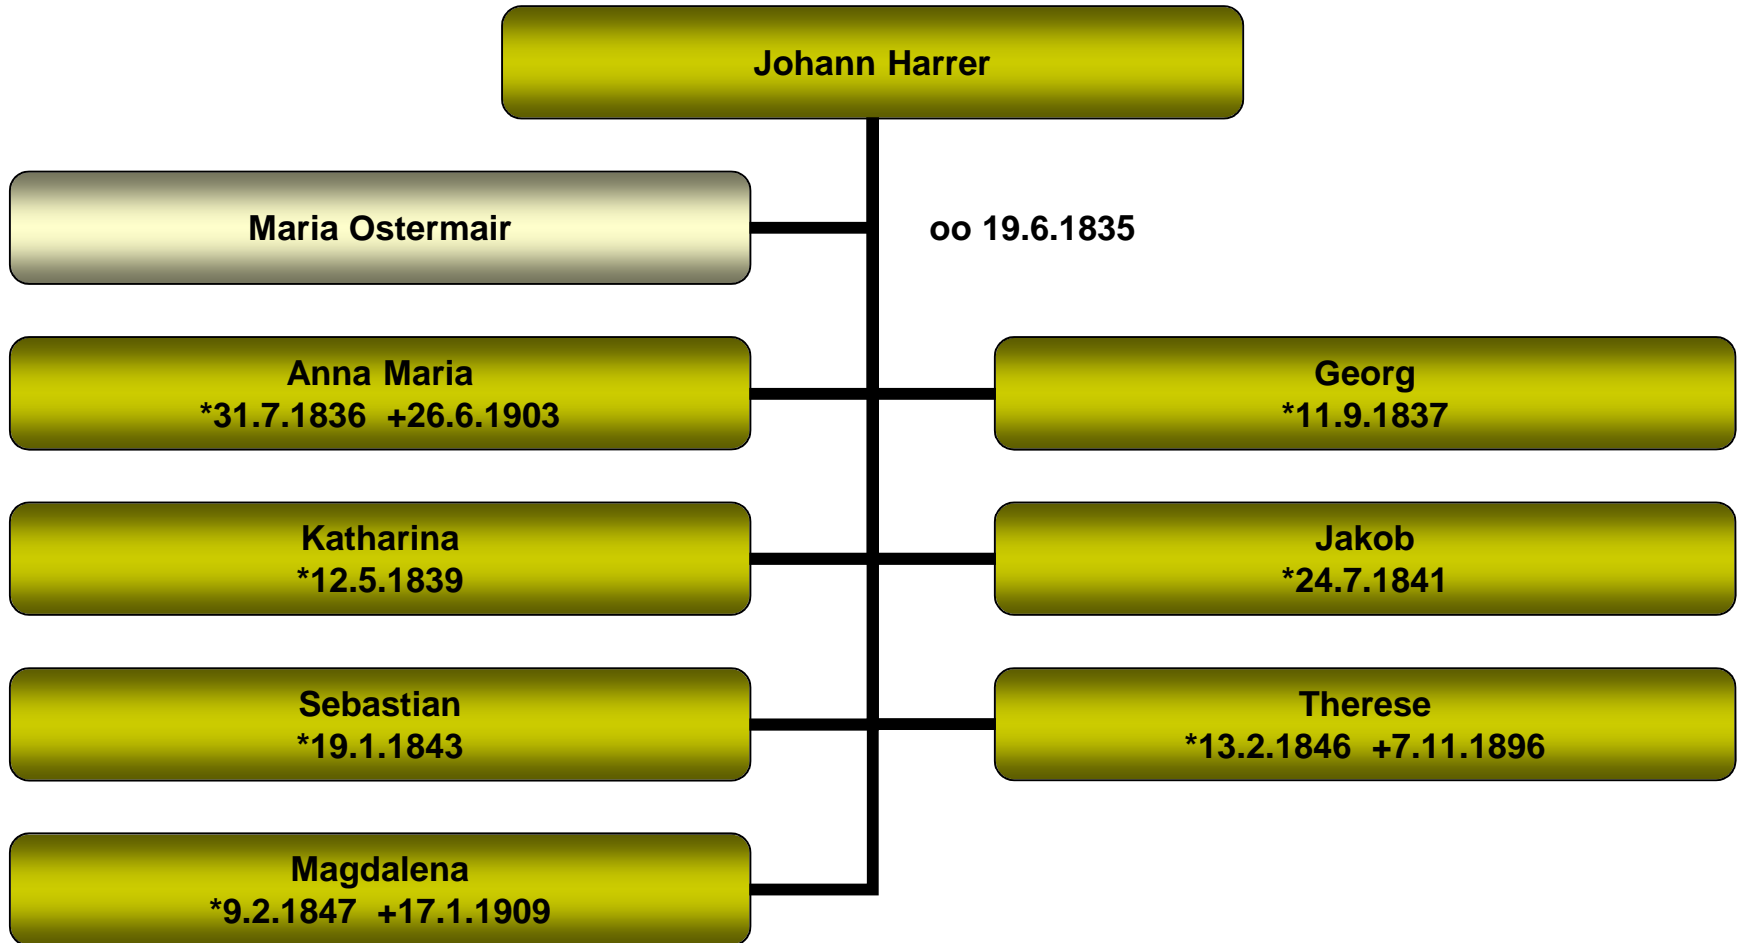 Johann Harrer
Maria Ostermair
oo 19.6.1835
Anna Maria
*31.7.1836 +26.6.1903
Georg
*11.9.1837
Katharina
*12.5.1839
Jakob
*24.7.1841
Sebastian
*19.1.1843
Therese
*13.2.1846 +7.11.1896
Magdalena
*9.2.1847 +17.1.1909